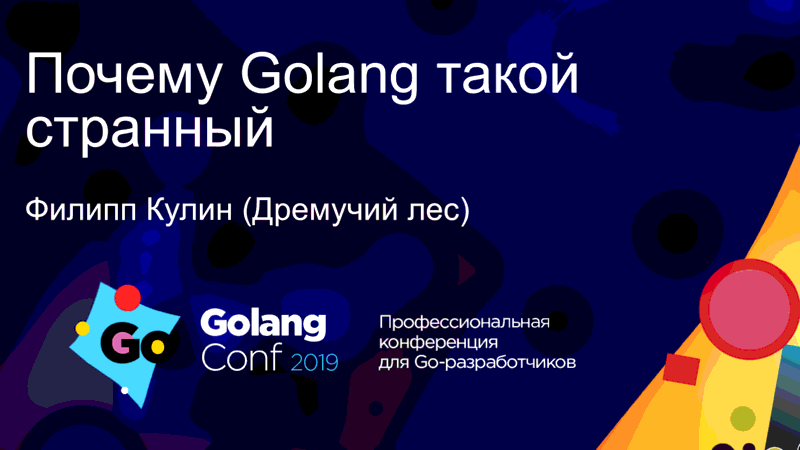 Почему Golang такой
странный
Филипп Кулин (Дремучий лес)
Go
Golang
Conf 2019
Профессиональная
конференция
для Go-разработчиков